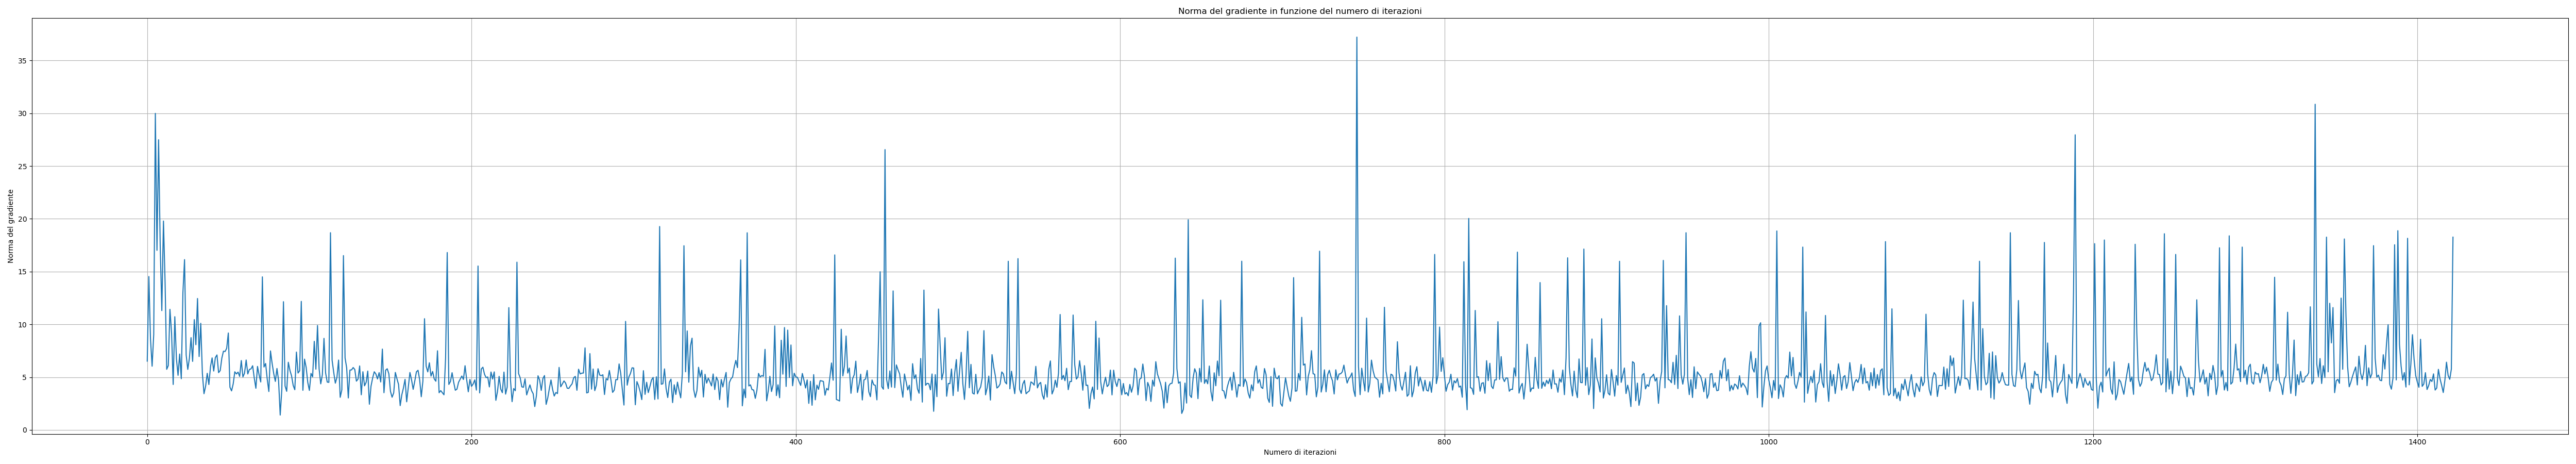 Norma del gradiente in funzione del numero di iterazioni
Norma del gradiente
35
30
25
20
15
10
5
0
0 200 400 600 800 1000 1200 1400
Numero di iterazioni